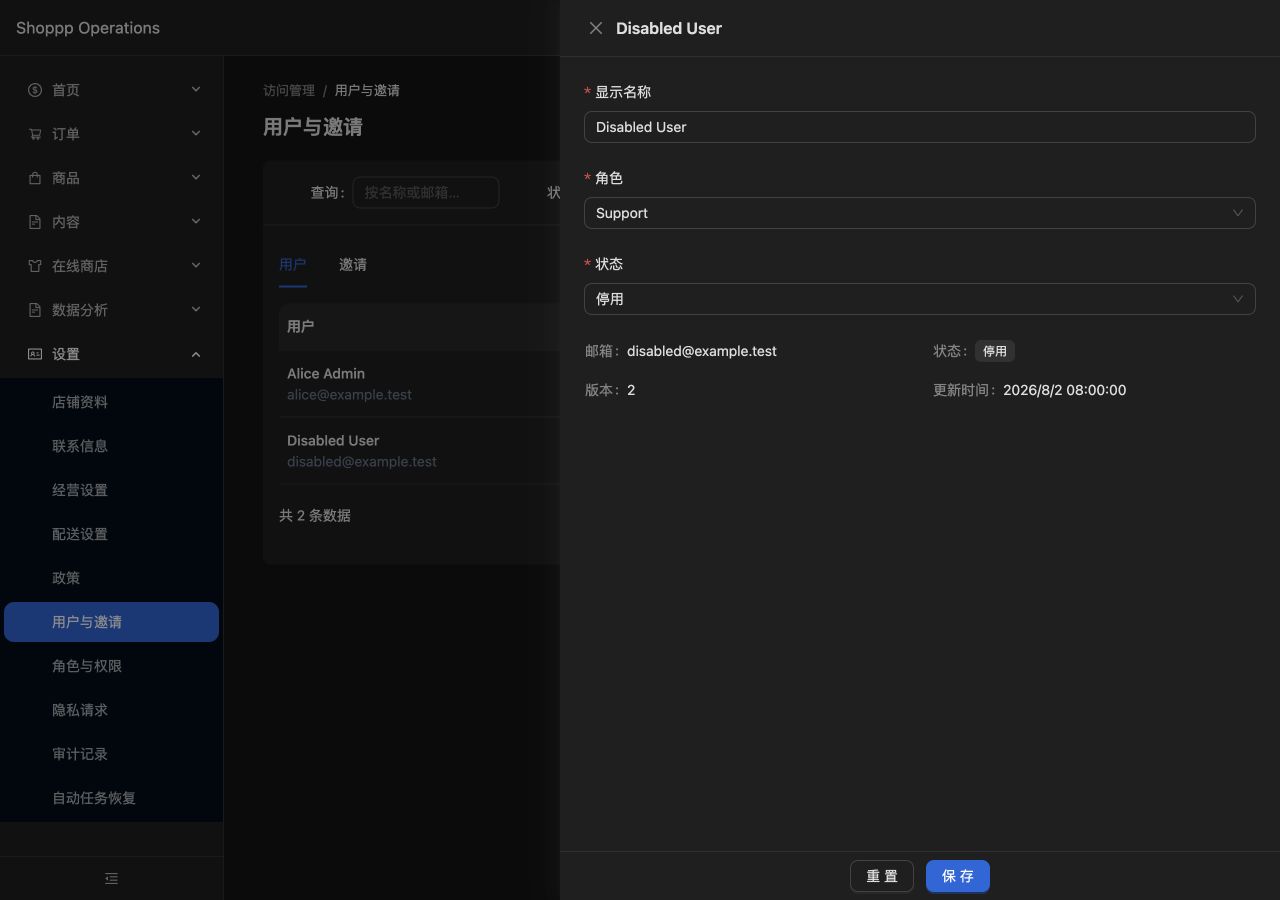 Shoppp Operations
首页
订单
商品
内容
在线商店
数据分析
设置
店铺资料
联系信息
经营设置
配送设置
政策
用户与邀请
角色与权限
隐私请求
审计记录
自动任务恢复
访问管理 / 用户与邀请
用户与邀请
查询: 按名称或邮箱... 状
用户 邀请
用户
Alice Admin
alice@example.test
Disabled User
disabled@example.test
共 2 条数据
Disabled User
* 显示名称
Disabled User
* 角色
Support
* 状态
停用
邮箱: disabled@example.test 状态: 停用
版本: 2 更新时间: 2026/8/2 08:00:00
重 置 保 存